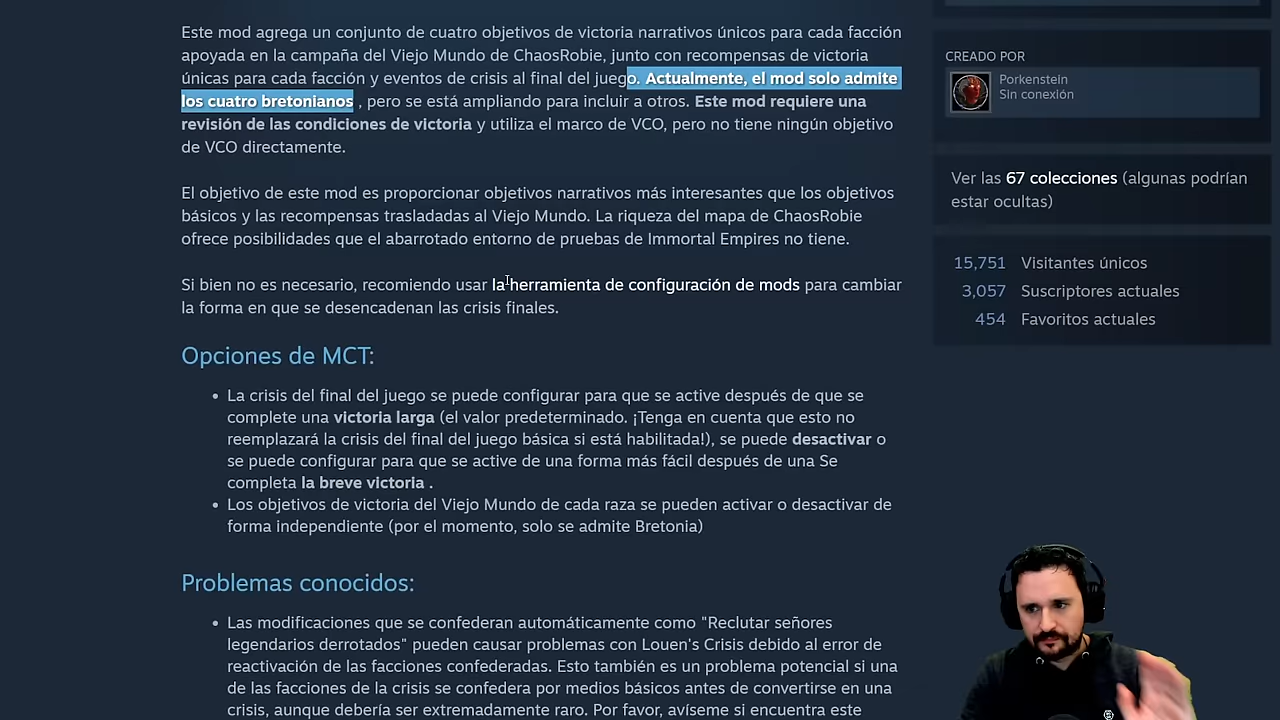 Este mod agrega un conjunto de cuatro objetivos de victoria narrativos únicos para cada facción
apoyada en la campaña del Viejo Mundo de ChaosRobie, junto con recompensas de victoria
únicas para cada facción y eventos de crisis al final del juego. Actualmente, el mod solo admite
los cuatro bretonianos , pero se está ampliando para incluir a otros. Este mod requiere una
revisión de las condiciones de victoria y utiliza el marco de VCO, pero no tiene ningún objetivo
de VCO directamente.
El objetivo de este mod es proporcionar objetivos narrativos más interesantes que los objetivos
básicos y las recompensas trasladadas al Viejo Mundo. La riqueza del mapa de ChaosRobie
ofrece posibilidades que el abarrotado entorno de pruebas de Immortal Empires no tiene.
Si bien no es necesario, recomiendo usar la herramienta de configuración de mods para cambiar
la forma en que se desencadenan las crisis finales.
Opciones de MCT:
La crisis del final del juego se puede configurar para que se active después de que se
complete una victoria larga (el valor predeterminado. ¡Tenga en cuenta que esto no
reemplazará la crisis del final del juego básica si está habilitada!), se puede desactivar o
se puede configurar para que se active de una forma más fácil después de una Se
completa la breve victoria .
Los objetivos de victoria del Viejo Mundo de cada raza se pueden activar o desactivar de
forma independiente (por el momento, solo se admite Bretonia)
Problemas conocidos:
Las modificaciones que se confederan automáticamente como "Reclutar señores
legendarios derrotados" pueden causar problemas con Louen's Crisis debido al error de
reactivación de las facciones confederadas. Esto también es un problema potencial si una
de las facciones de la crisis se confedera por medios básicos antes de convertirse en una
crisis, aunque debería ser extremadamente raro. Por favor, avíseme si encuentra este
CREADO POR
Porkenstein
Sin conexión
Ver las 67 colecciones (algunas podrían
estar ocultas)
15,751 Visitantes únicos
3,057 Suscriptores actuales
454 Favoritos actuales